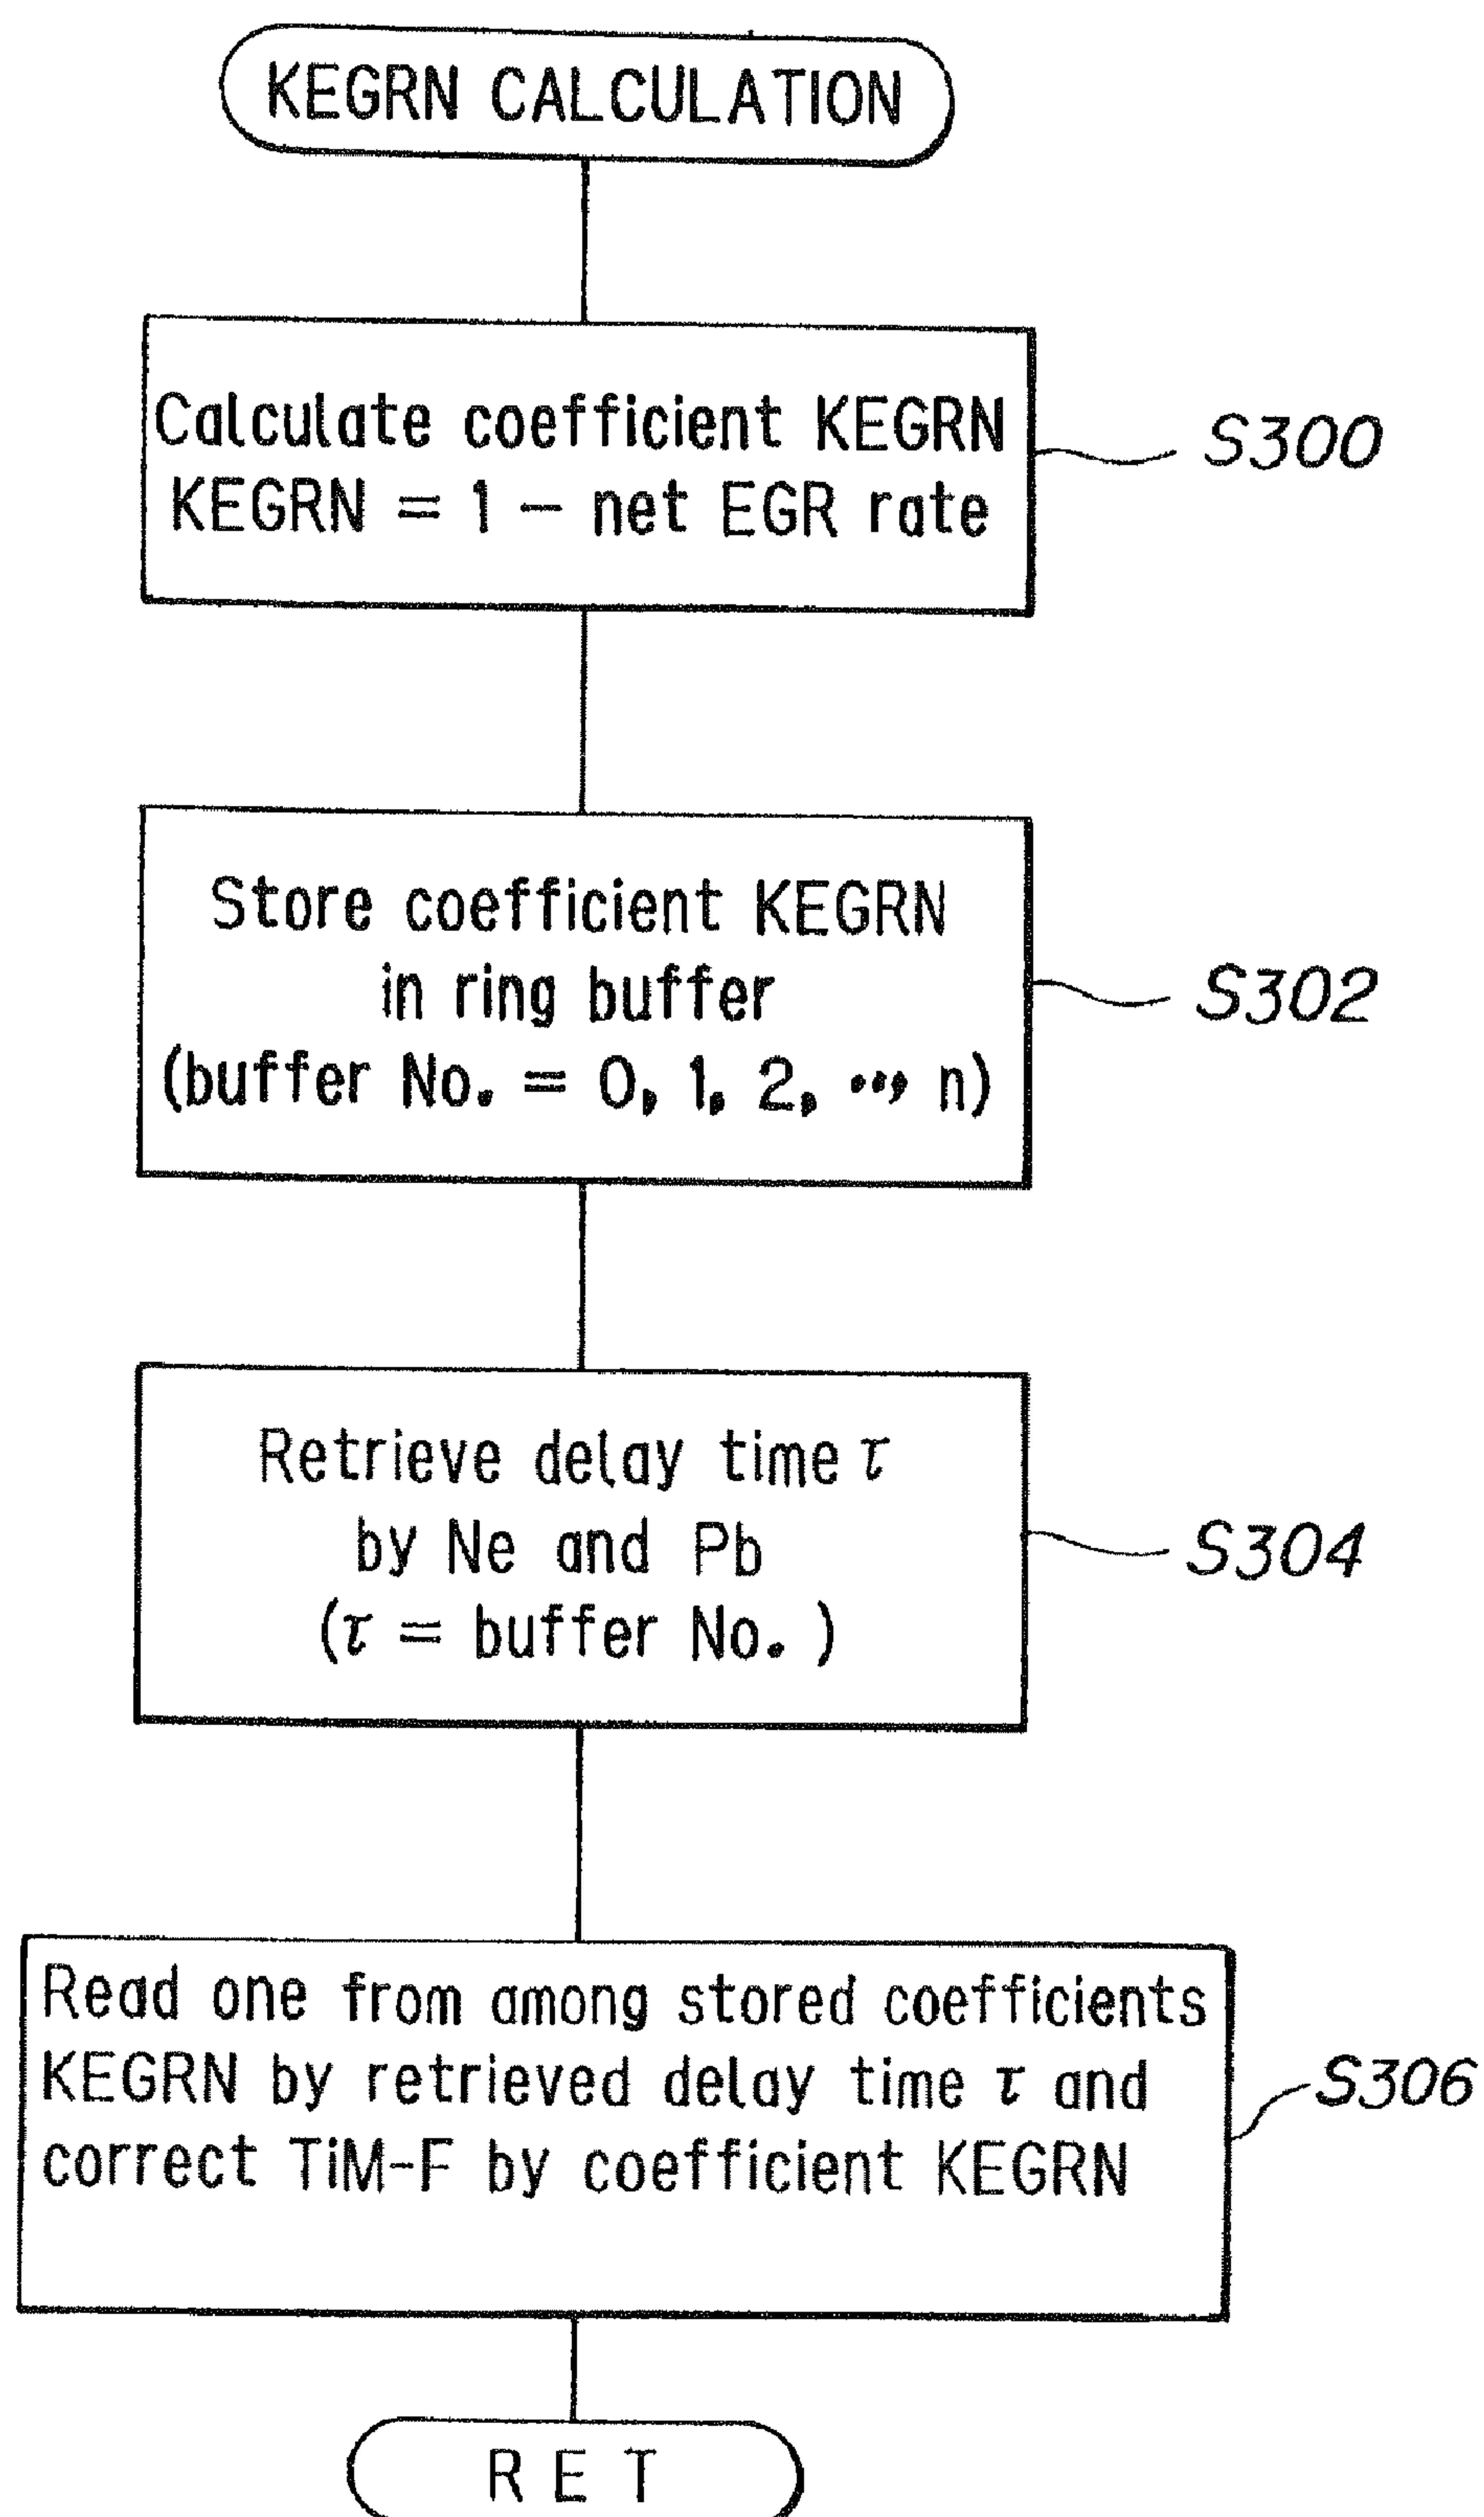 KEGRN CALCULATION
Calculate coefficient KEGRN
KEGRN = 1 − net EGR rate
S300
Store coefficient KEGRN
in ring buffer
(buffer No. = 0, 1, 2, ..., n)
S302
Retrieve delay time τ
by Ne and Pb
(τ = buffer No. )
S304
Read one from among stored coefficients
KEGRN by retrieved delay time τ and
correct TiM-F by coefficient KEGRN
S306
RET